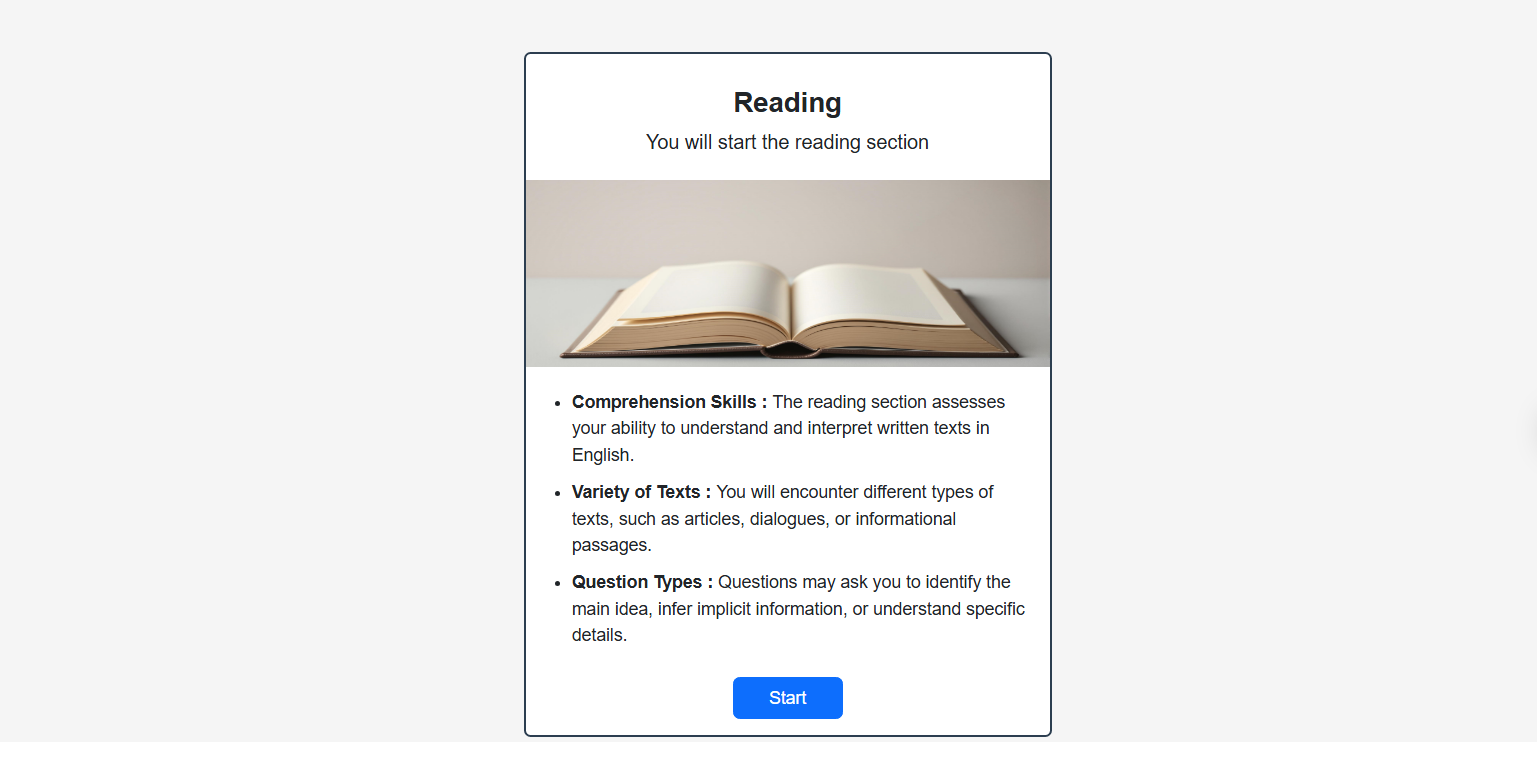 Reading
You will start the reading section
Comprehension Skills : The reading section assesses
your ability to understand and interpret written texts in
English.
Variety of Texts : You will encounter different types of
texts, such as articles, dialogues, or informational
passages.
Question Types : Questions may ask you to identify the
main idea, infer implicit information, or understand specific
details.
Start